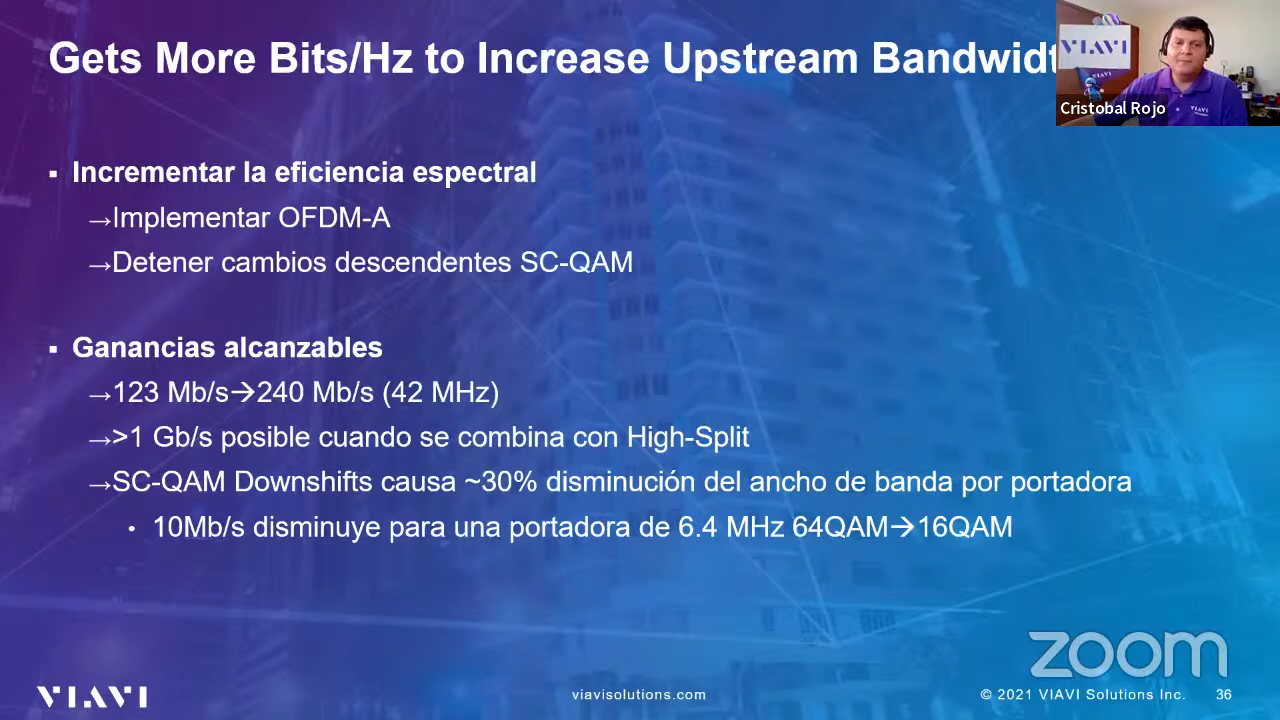 Gets More Bits/Hz to Increase Upstream Bandwidt
VIAVI
VIAVI
VIAVI
Cristobal Rojo
▪ Incrementar la eficiencia espectral
→Implementar OFDM-A
→Detener cambios descendentes SC-QAM
▪ Ganancias alcanzables
→123 Mb/s→240 Mb/s (42 MHz)
→>1 Gb/s posible cuando se combina con High-Split
→SC-QAM Downshifts causa ~30% disminución del ancho de banda por portadora
• 10Mb/s disminuye para una portadora de 6.4 MHz 64QAM→16QAM
zoom
VIAVI
viavisolutions.com
© 2021 VIAVI Solutions Inc.
36